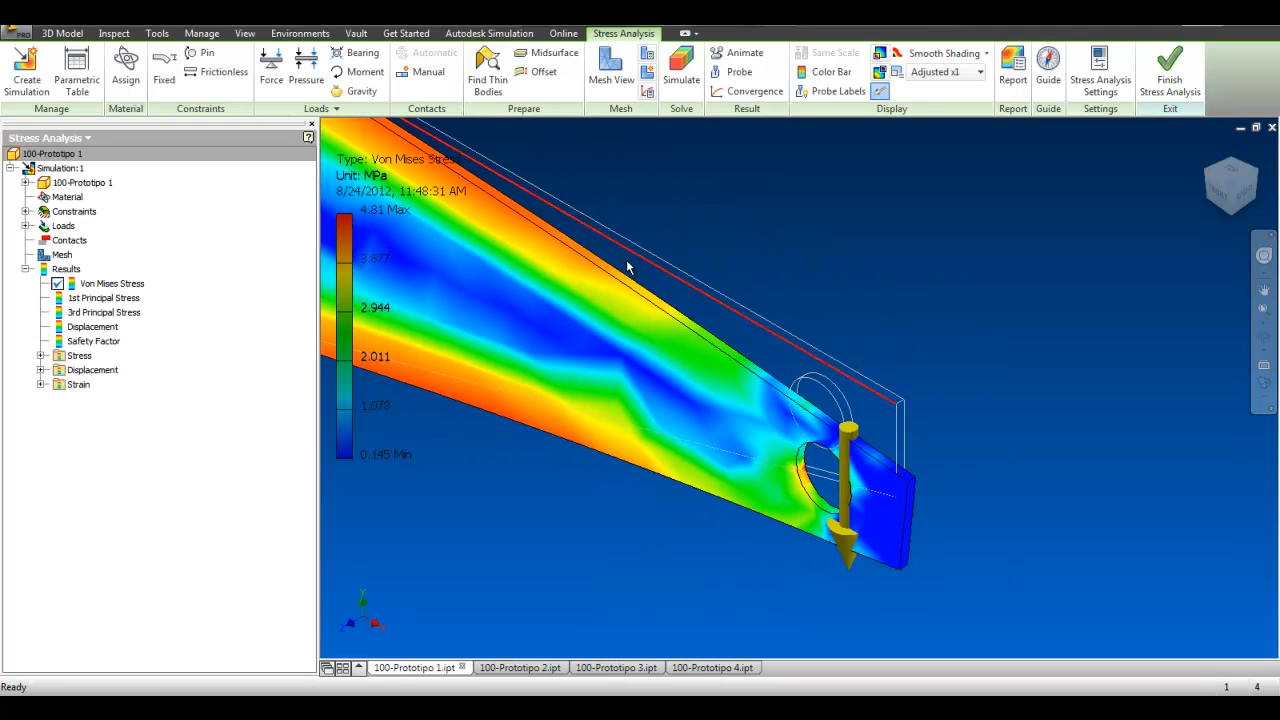 PRO
3D Model Inspect Tools Manage View Environments Vault Get Started Autodesk Simulation Online Stress Analysis
Create Simulation
Parametric Table
Manage
Assign
Material
Fixed
Pin
Frictionless
Constraints
Force
Pressure
Bearing
Moment
Gravity
Loads
Automatic
Manual
Contacts
Find Thin Bodies
Midsurface
Offset
Prepare
Mesh View
Mesh
Simulate
Solve
Animate
Probe
Convergence
Result
Same Scale
Color Bar
Probe Labels
Smooth Shading
Adjusted x1
Display
Report
Report
Guide
Guide
Stress Analysis Settings
Settings
Finish Stress Analysis
Exit
Stress Analysis
100-Prototipo 1
Simulation:1
100-Prototipo 1
Material
Constraints
Loads
Contacts
Mesh
Results
Von Mises Stress
1st Principal Stress
3rd Principal Stress
Displacement
Safety Factor
Stress
Displacement
Strain
Type: Von Mises Stress
Unit: MPa
8/24/2012, 11:48:31 AM
4.81 Max
3.877
2.944
2.011
1.078
0.145 Min
FRONT
Y
Z
X
100-Prototipo 1.ipt 100-Prototipo 2.ipt 100-Prototipo 3.ipt 100-Prototipo 4.ipt
Ready
1 4